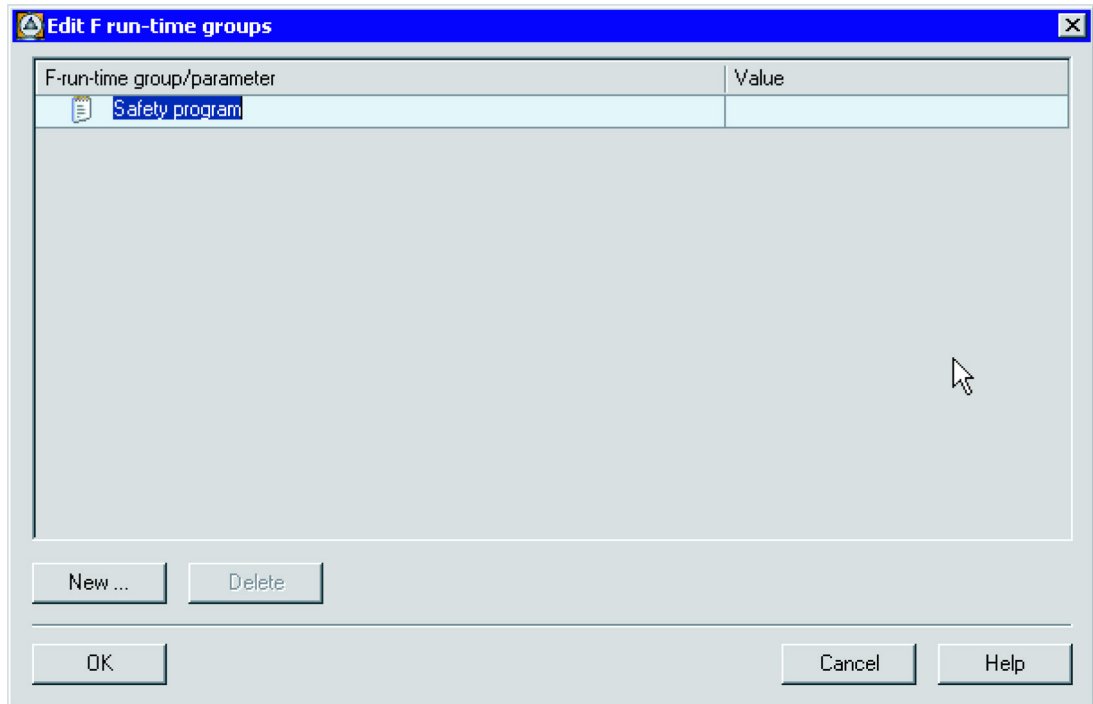 Edit F run-time groups
F-run-time group/parameter Value
Safety program
New ... Delete
OK Cancel Help